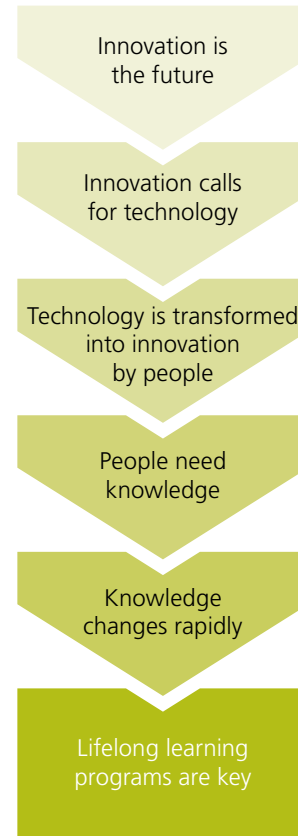 Innovation is
the future
Innovation calls
for technology
Technology is transformed
into innovation
by people
People need
knowledge
Knowledge
changes rapidly
Lifelong learning
programs are key